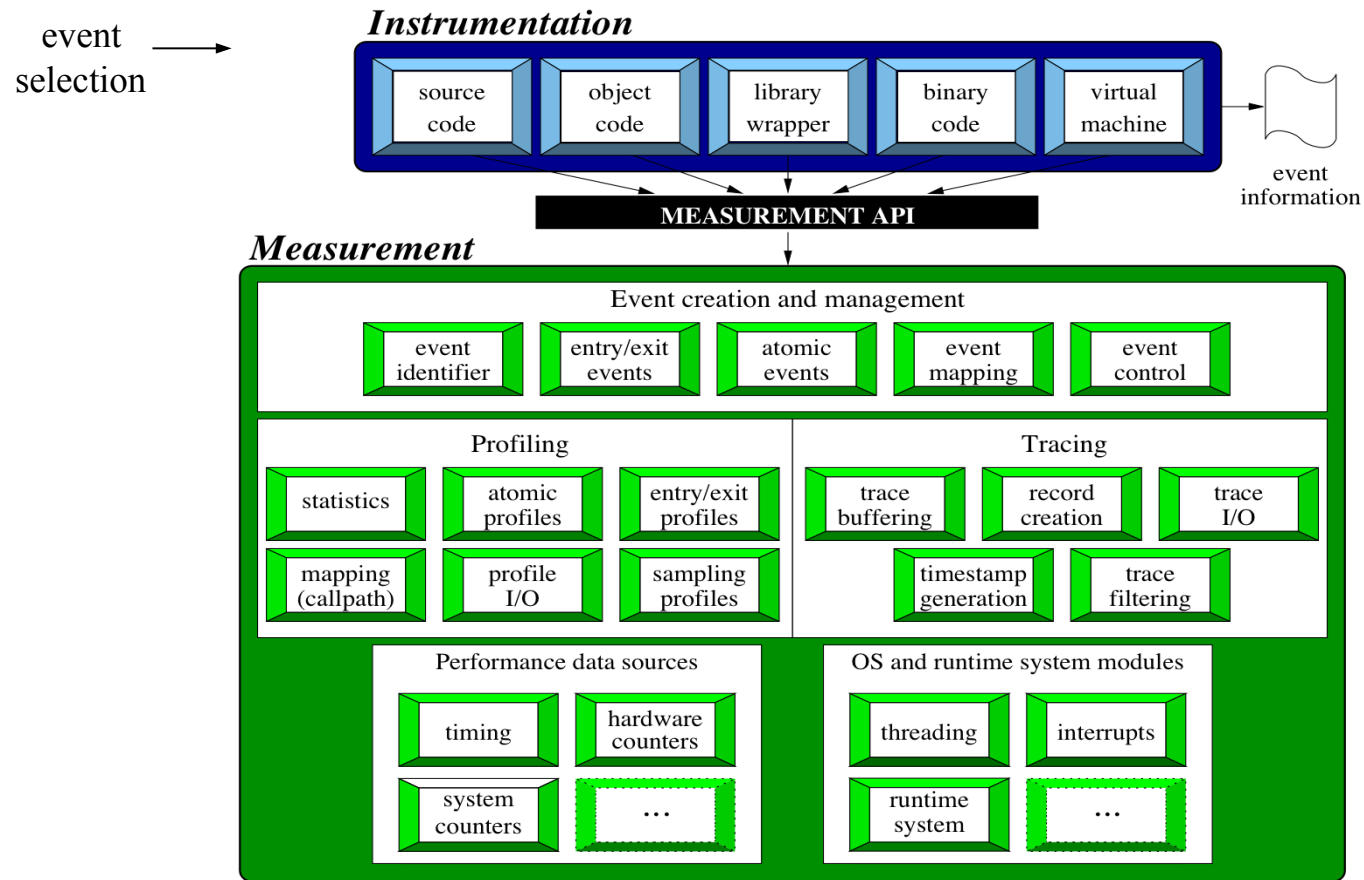 Instrumentation
event
selection
source
code
object
code
library
wrapper
binary
code
virtual
machine
event
information
MEASUREMENT API
Measurement
Event creation and management
event
identifier
entry/exit
events
atomic
events
event
mapping
event
control
Profiling
statistics
atomic
profiles
entry/exit
profiles
mapping
(callpath)
profile
I/O
sampling
profiles
Tracing
trace
buffering
record
creation
trace
I/O
timestamp
generation
trace
filtering
Performance data sources
timing
hardware
counters
system
counters
...
OS and runtime system modules
threading
interrupts
runtime
system
...